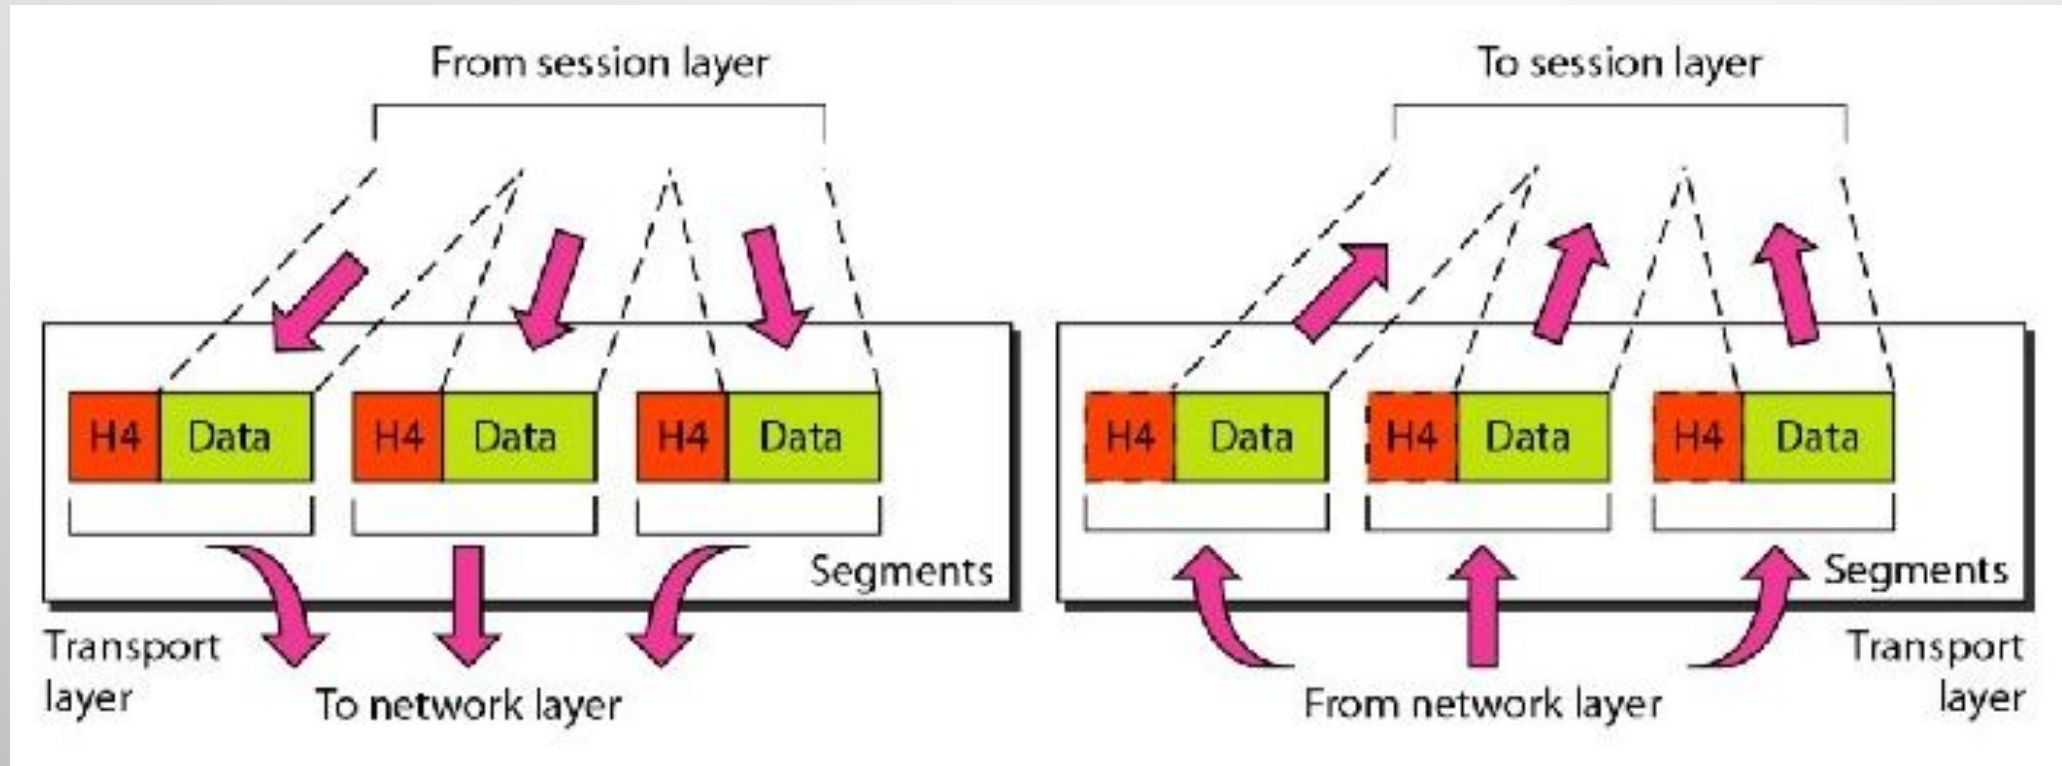 From session layer
H4 Data H4 Data H4 Data
Segments
Transport
layer
To network layer
To session layer
H4 Data H4 Data H4 Data
Segments
From network layer
Transport
layer